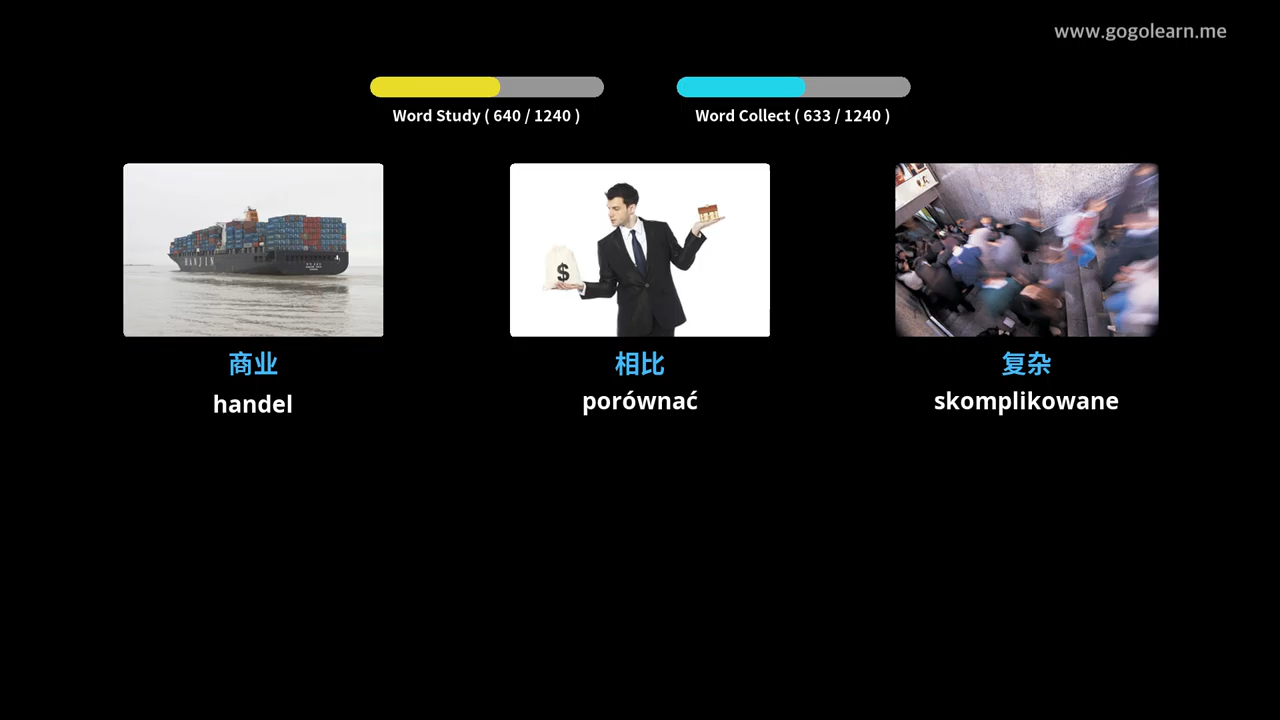 www.gogolearn.me
Word Study ( 640 / 1240 )
Word Collect ( 633 / 1240 )
HANJIN
$
商业
相比
复杂
handel
porównać
skomplikowane